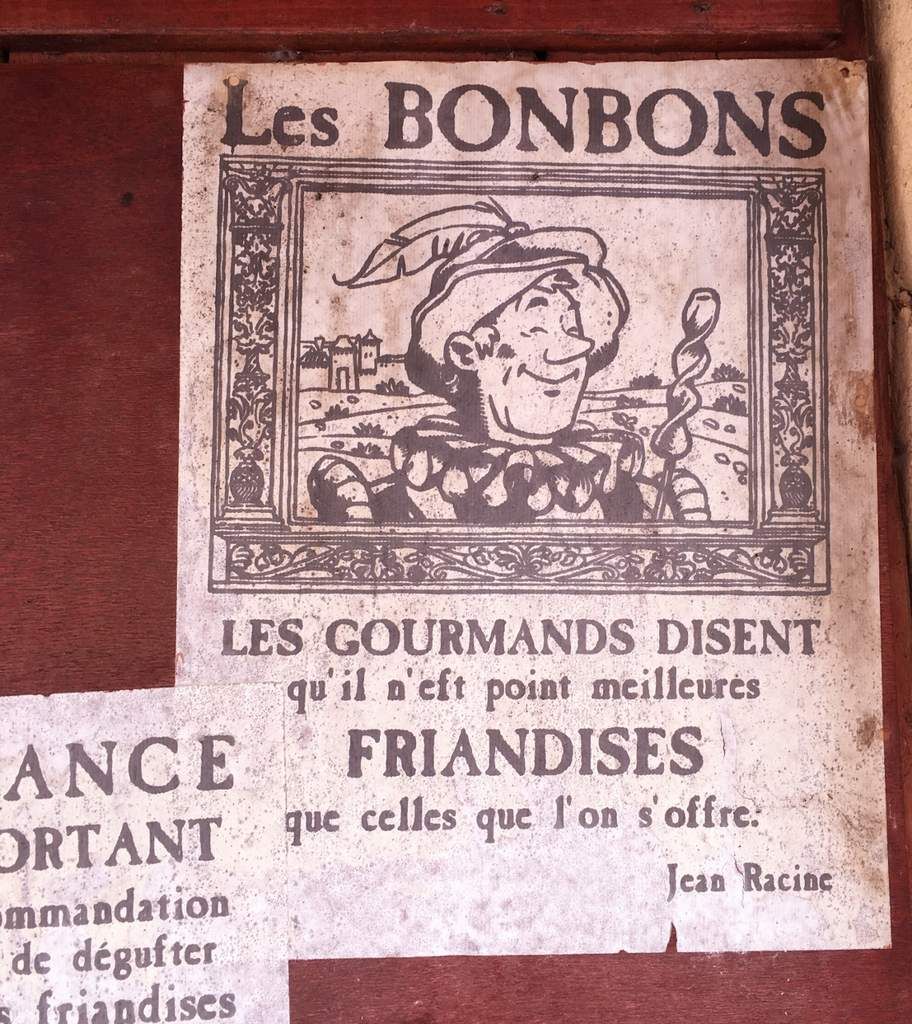 Les BONBONS
LES GOURMANDS DISENT
qu'il n'eft point meilleures
FRIANDISES
que celles que l'on s'offre.
Jean Racine
ANCE
ORTANT
ommandation
de dégufter
s friandises